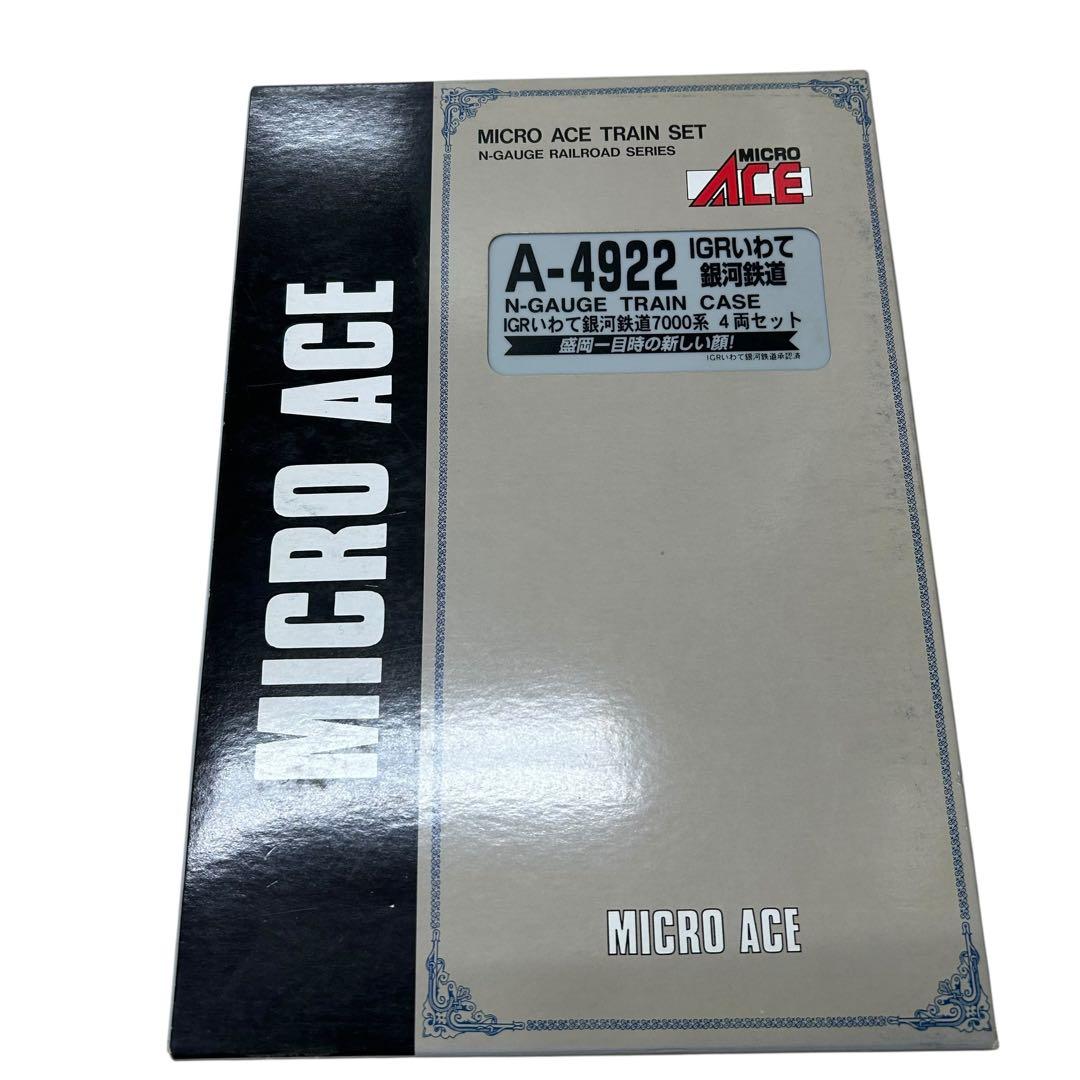 MICRO ACE
MICRO ACE TRAIN SET
N-GAUGE RAILROAD SERIES
MICRO
ACE
A-4922 IGRいわて
銀河鉄道
N-GAUGE TRAIN CASE
IGRいわて銀河鉄道7000系 4両セット
盛岡一目時の新しい顔!
IGRいわて銀河鉄道承認済
MICRO ACE